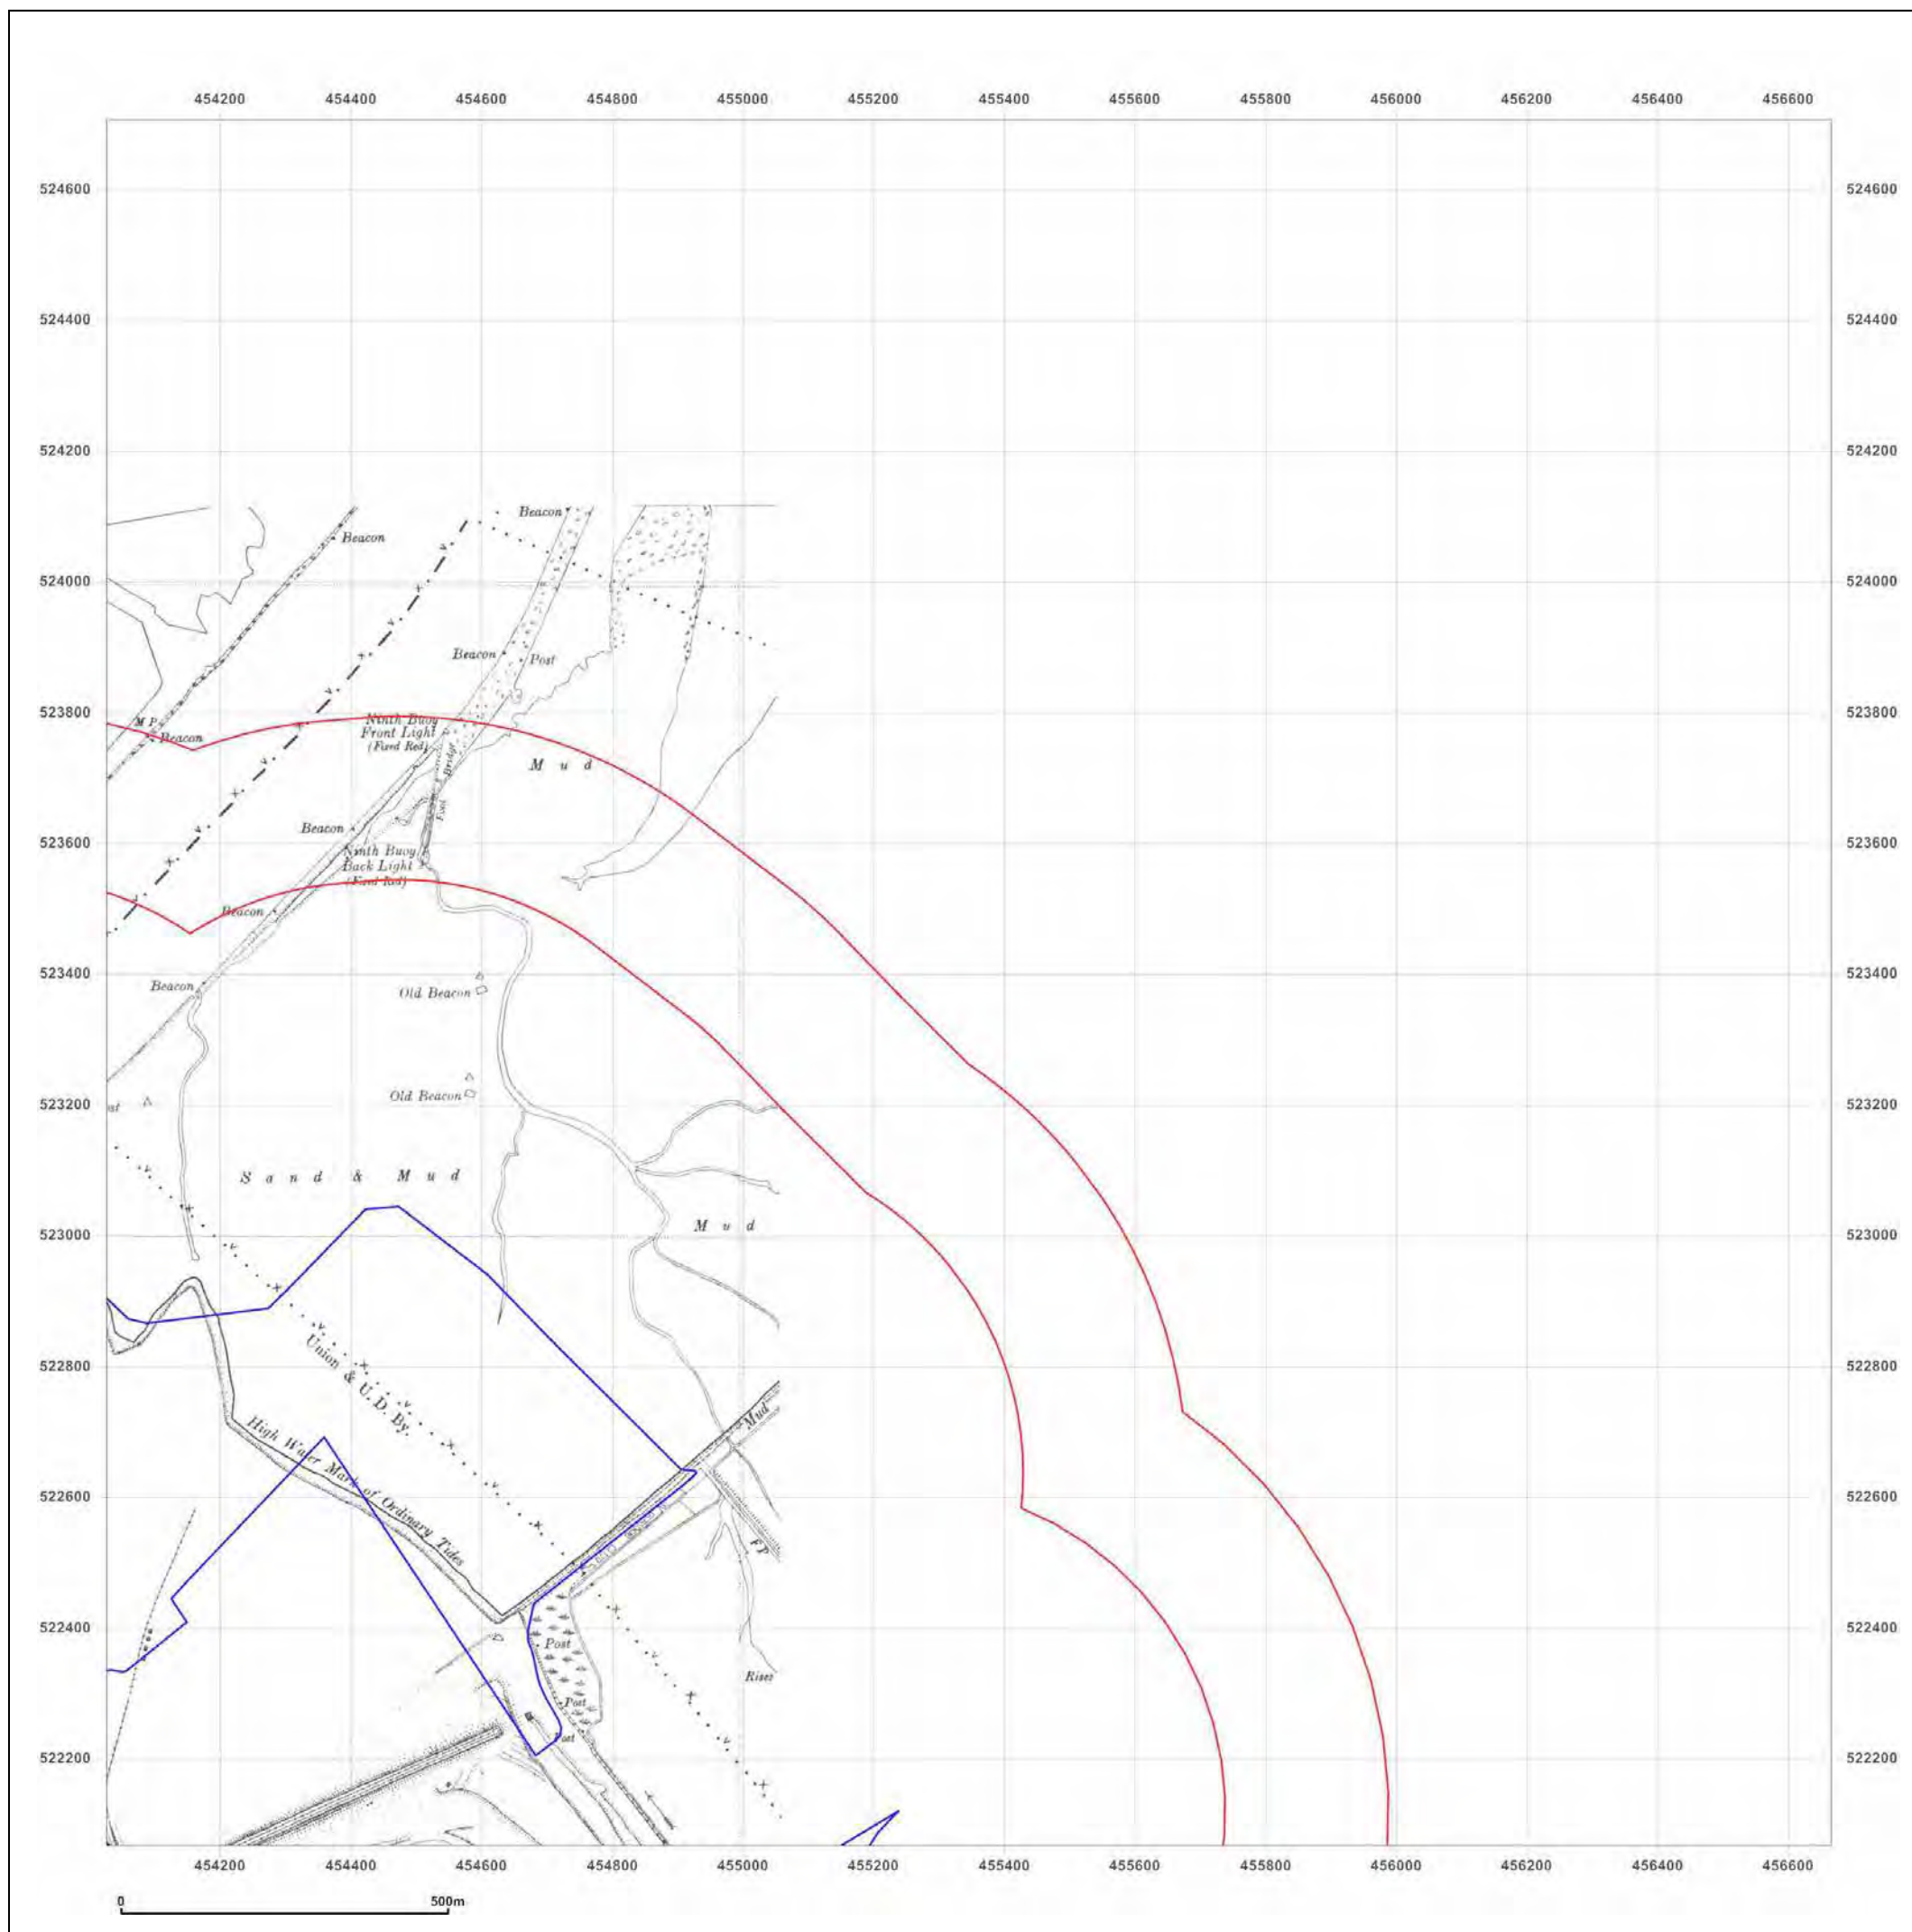 454200 454400 454600 454800 455000 455200 455400 455600 455800 456000 456200 456400 456600
524600 524600
524400 524400
524200 524200
Beacon
Beacon
524000 524000
Beacon
Post
523800 523800
M.P.
Beacon
Ninth Buoy
Front Light
(Fixed Red)
Foot Bridge
M u d
Beacon
523600 523600
Ninth Buoy
Back Light
(Fixed Red)
Beacon
523400 523400
Beacon
Old Beacon
Old Beacon
523200 523200
S a n d & M u d
M u d
523000 523000
522800 522800
Union & U.D. By.
Mud
High Water Mark of Ordinary Tides
522600 522600
F P
522400 522400
Post
Post
Post
522200 522200
454200 454400 454600 454800 455000 455200 455400 455600 455800 456000 456200 456400 456600
0 500m